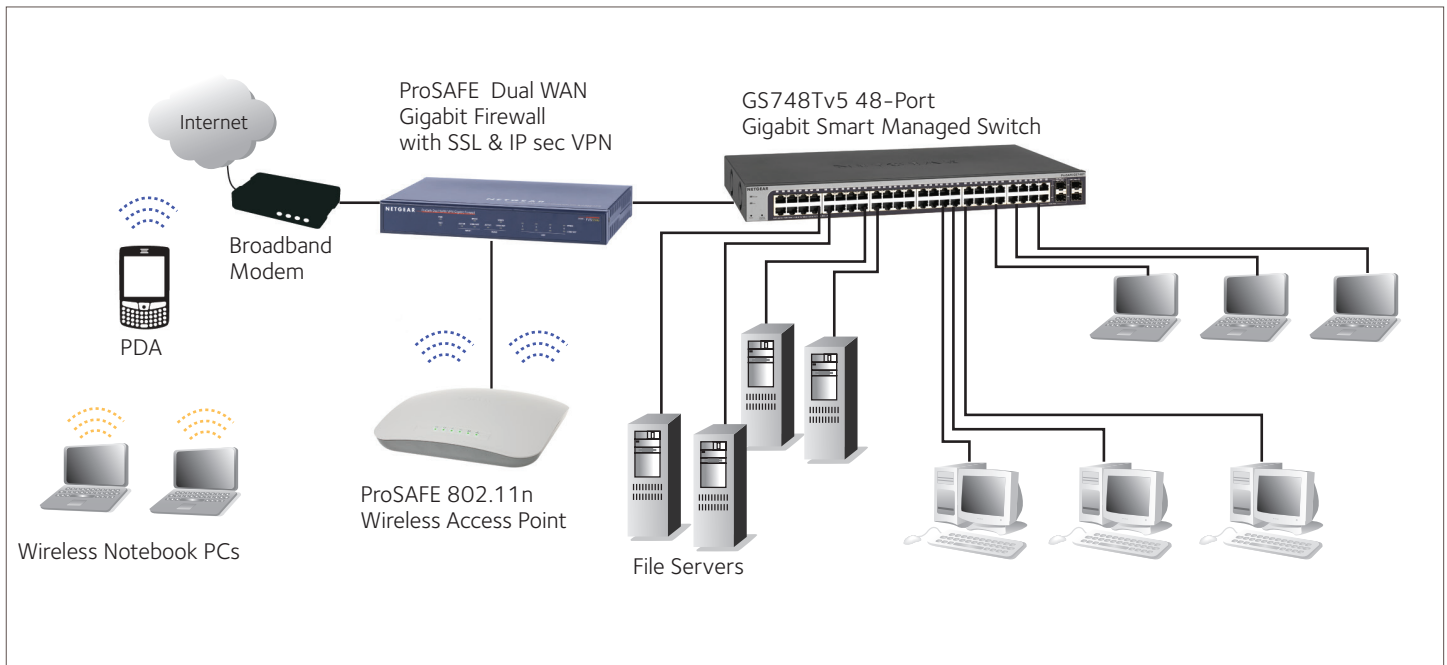 Internet
ProSAFE Dual WAN
Gigabit Firewall
with SSL & IP sec VPN
GS748Tv5 48-Port
Gigabit Smart Managed Switch
NETGEAR
NETGEAR
NETGEAR
Broadband
Modem
PDA
ProSAFE 802.11n
Wireless Access Point
Wireless Notebook PCs
File Servers